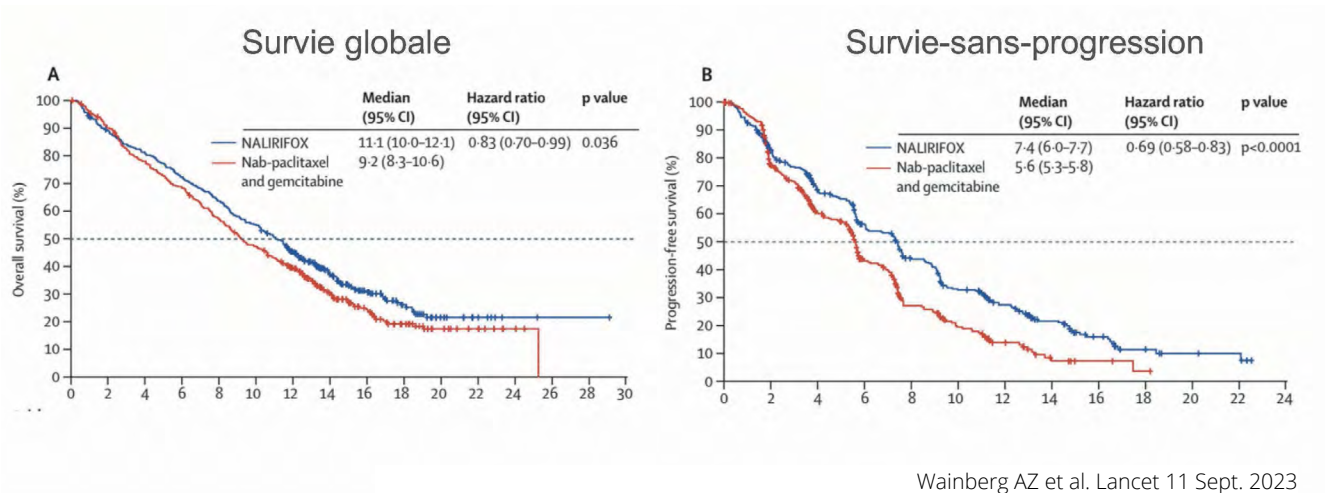 Survie globale
Survie-sans-progression
A
Median
(95% CI)
Hazard ratio
(95% CI)
p value
NALIRIFOX
11·1 (10·0–12·1)
0·83 (0·70–0·99)
0.036
Nab-paclitaxel
and gemcitabine
9·2 (8·3–10·6)
Overall survival (%)
100
90
80
70
60
50
40
30
20
10
0
0 2 4 6 8 10 12 14 16 18 20 22 24 26 28 30
B
Median
(95% CI)
Hazard ratio
(95% CI)
p value
NALIRIFOX
7·4 (6·0–7·7)
0·69 (0·58–0·83)
p<0.0001
Nab-paclitaxel
and gemcitabine
5·6 (5·3–5·8)
Progression-free survival (%)
100
90
80
70
60
50
40
30
20
10
0
0 2 4 6 8 10 12 14 16 18 20 22 24
Wainberg AZ et al. Lancet 11 Sept. 2023